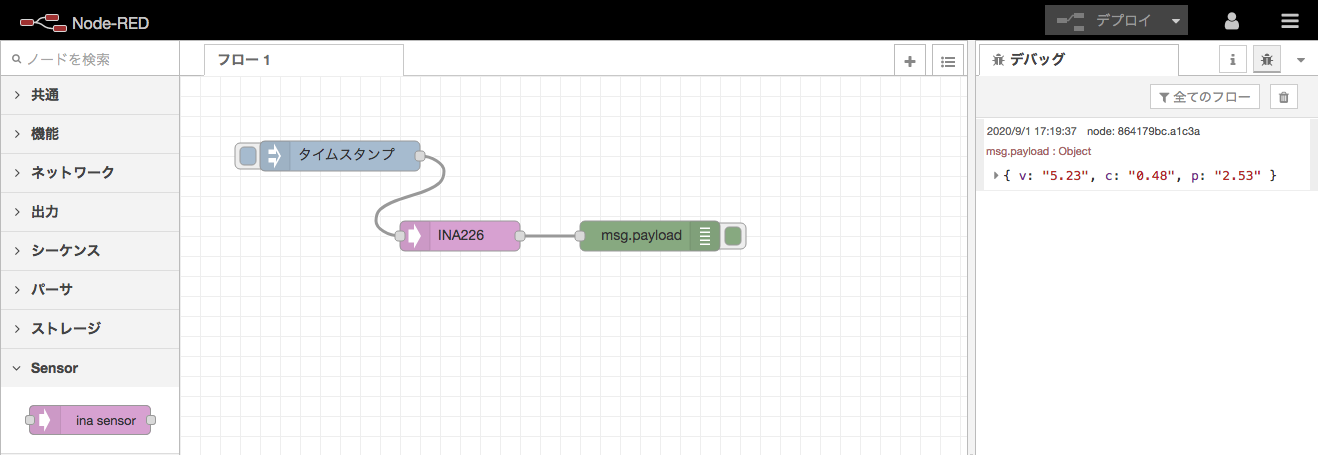 Node-RED
デプロイ
ノードを検索
共通
機能
ネットワーク
出力
シーケンス
パーサ
ストレージ
Sensor
ina sensor
フロー 1
タイムスタンプ
INA226
msg.payload
デバッグ
i
全てのフロー
2020/9/1 17:19:37 node: 864179bc.a1c3a
msg.payload : Object
{ v: "5.23", c: "0.48", p: "2.53" }